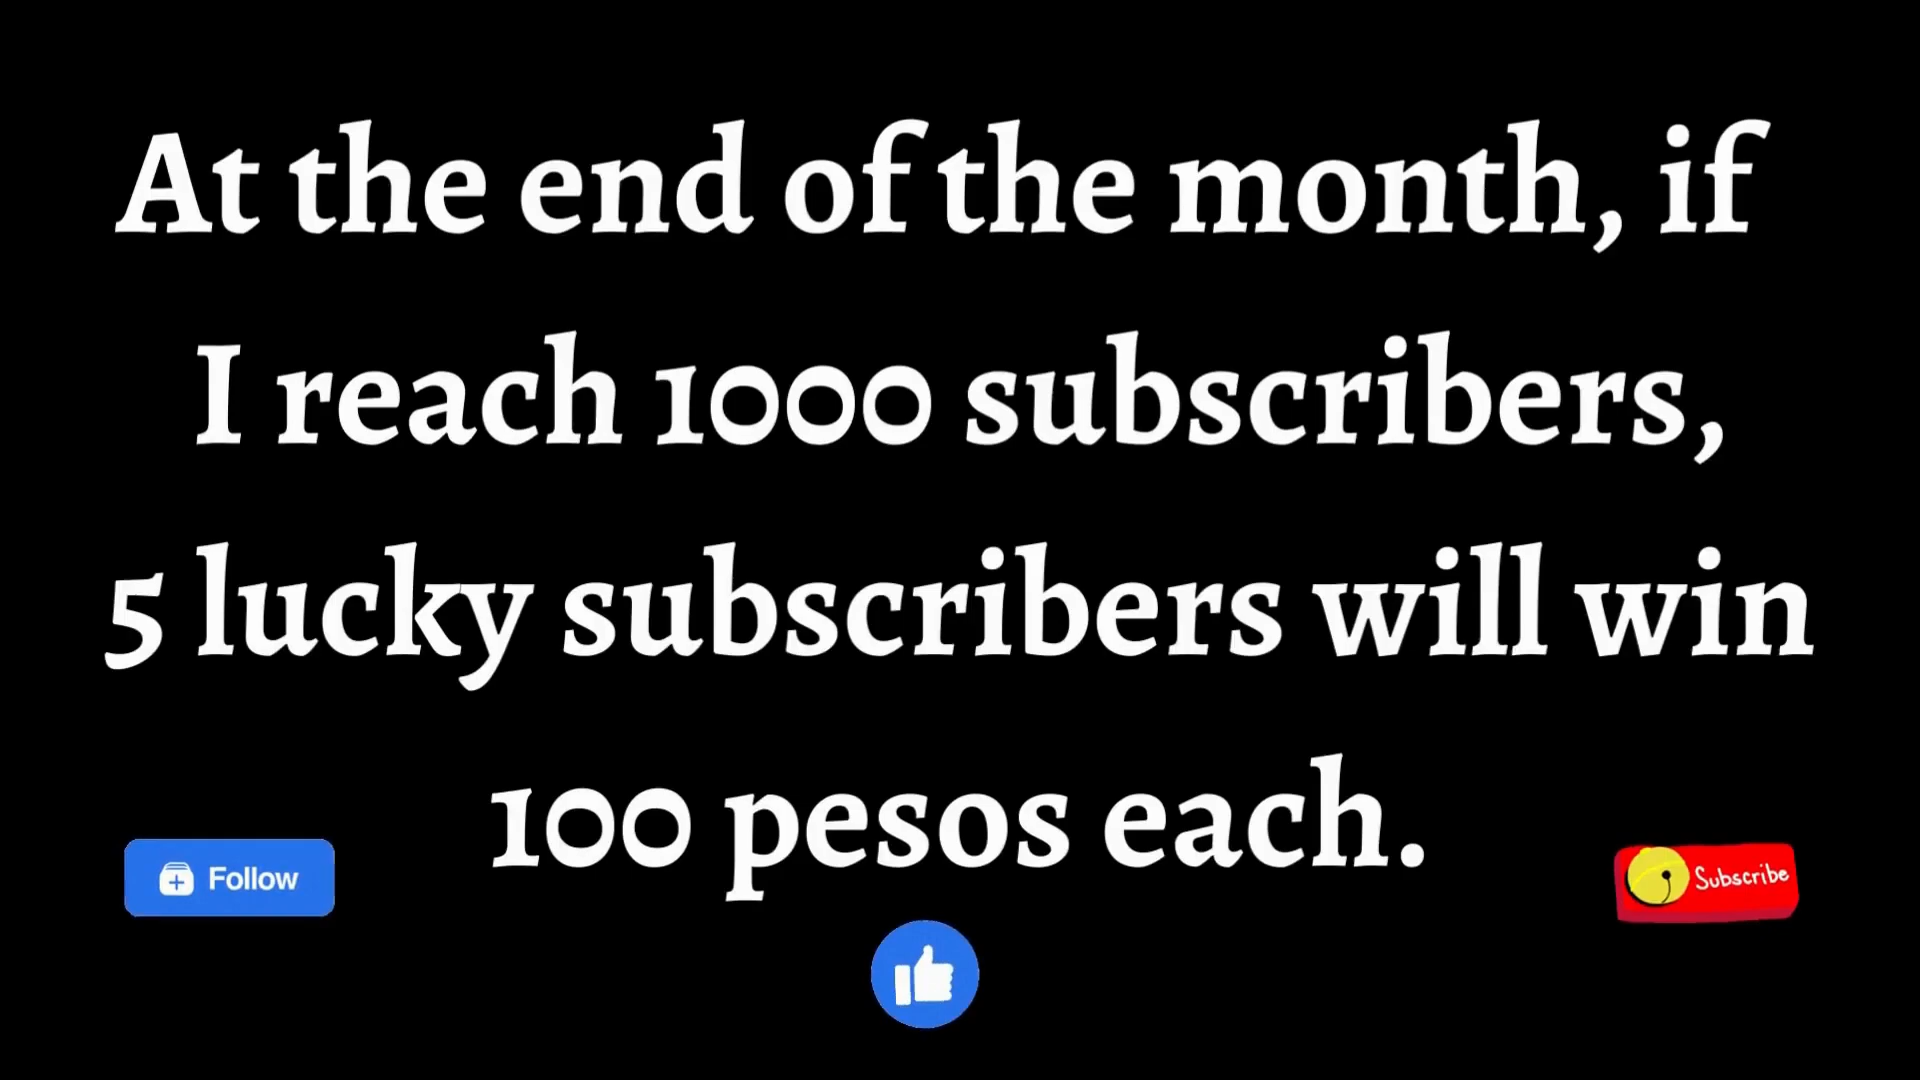 At the end of the month, if
I reach 1000 subscribers,
5 lucky subscribers will win
100 pesos each.
Follow
Subscribe